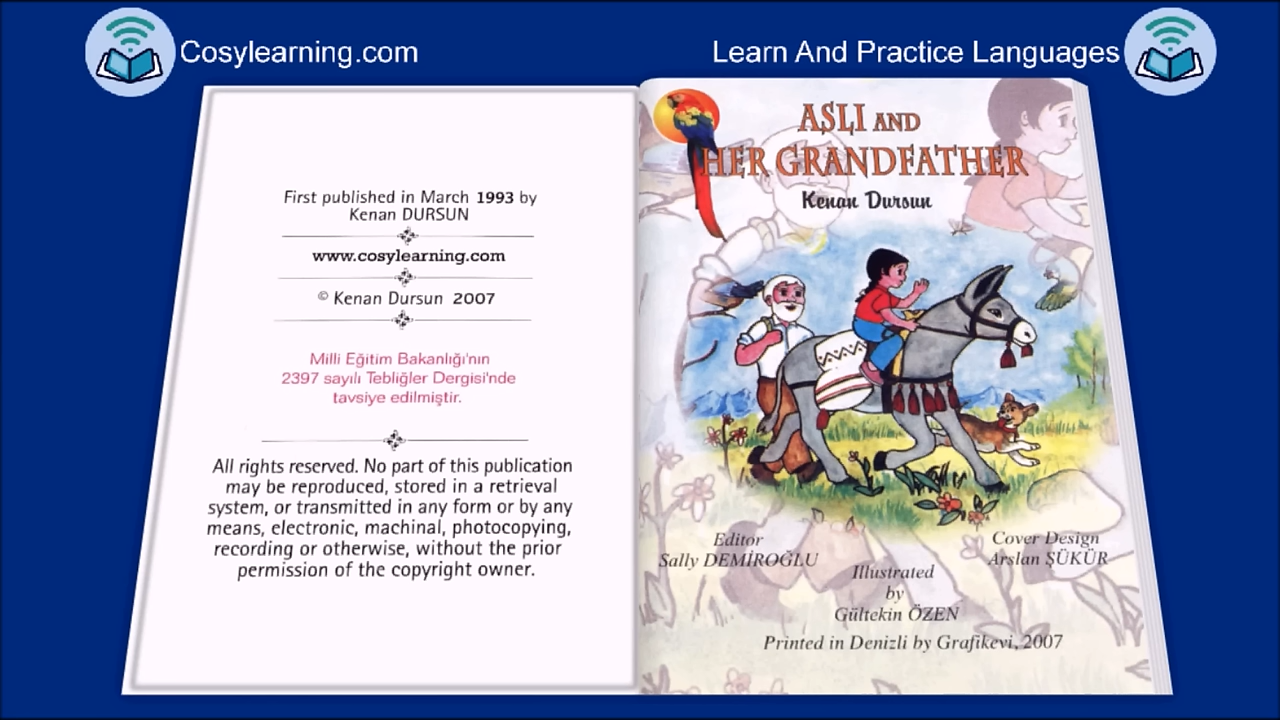 Cosylearning.com
Learn And Practice Languages
First published in March 1993 by
Kenan DURSUN
www.cosylearning.com
© Kenan Dursun 2007
Milli Eğitim Bakanlığı'nın
2397 sayılı Tebliğler Dergisi'nde
tavsiye edilmiştir.
All rights reserved. No part of this publication
may be reproduced, stored in a retrieval
system, or transmitted in any form or by any
means, electronic, machinal, photocopying,
recording or otherwise, without the prior
permission of the copyright owner.
ASLI AND
HER GRANDFATHER
Kenan Dursun
Editor
Sally DEMİROĞLU
Cover Design
Arslan ŞÜKÜR
Illustrated
by
Gültekin ÖZEN
Printed in Denizli by Grafikevi, 2007